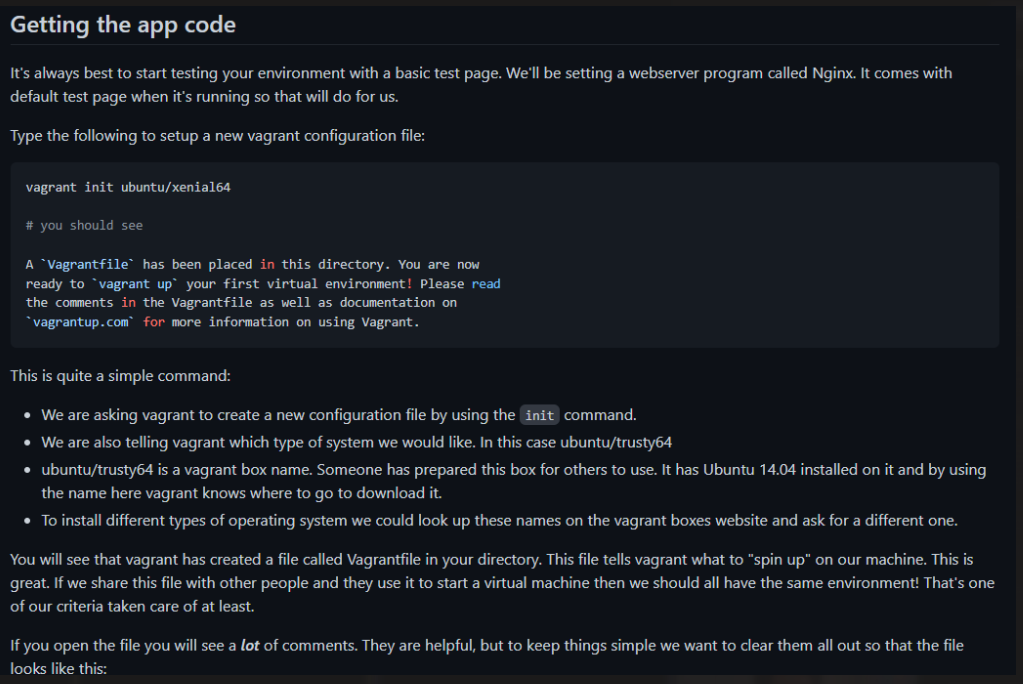 Getting the app code
It's always best to start testing your environment with a basic test page. We'll be setting a webserver program called Nginx. It comes with
default test page when it's running so that will do for us.
Type the following to setup a new vagrant configuration file:
vagrant init ubuntu/xenial64
# you should see
A `Vagrantfile` has been placed in this directory. You are now
ready to `vagrant up` your first virtual environment! Please read
the comments in the Vagrantfile as well as documentation on
`vagrantup.com` for more information on using Vagrant.
This is quite a simple command:
• We are asking vagrant to create a new configuration file by using the init command.
• We are also telling vagrant which type of system we would like. In this case ubuntu/trusty64
• ubuntu/trusty64 is a vagrant box name. Someone has prepared this box for others to use. It has Ubuntu 14.04 installed on it and by using
the name here vagrant knows where to go to download it.
• To install different types of operating system we could look up these names on the vagrant boxes website and ask for a different one.
You will see that vagrant has created a file called Vagrantfile in your directory. This file tells vagrant what to "spin up" on our machine. This is
great. If we share this file with other people and they use it to start a virtual machine then we should all have the same environment! That's one
of our criteria taken care of at least.
If you open the file you will see a lot of comments. They are helpful, but to keep things simple we want to clear them all out so that the file
looks like this: